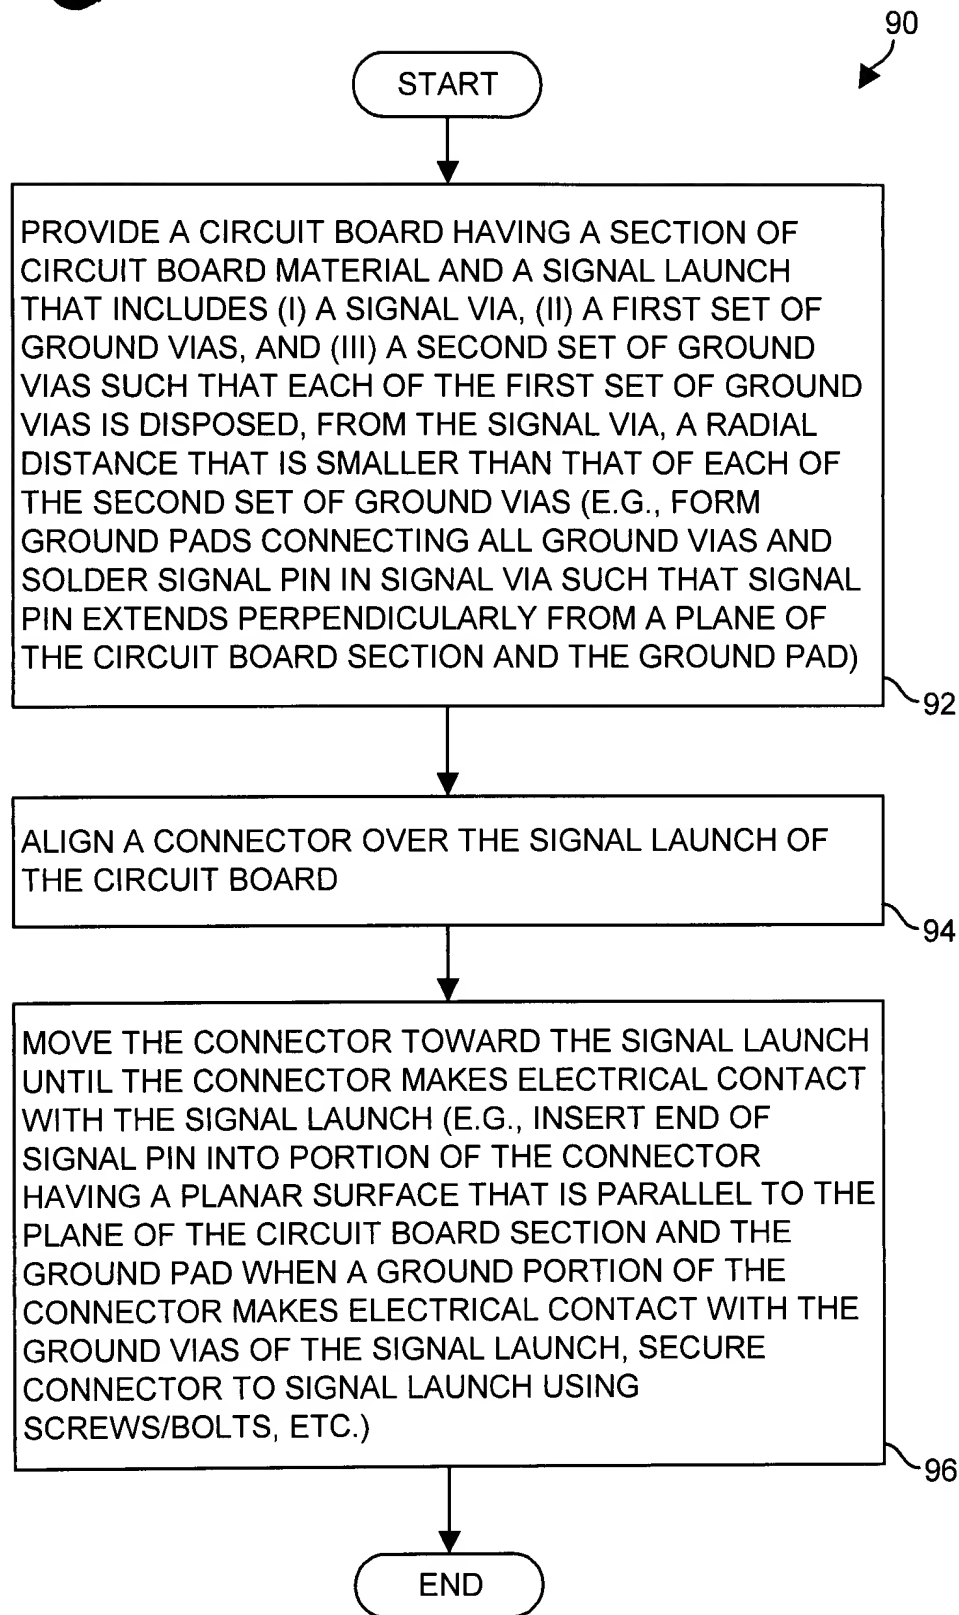 90
START
PROVIDE A CIRCUIT BOARD HAVING A SECTION OF
CIRCUIT BOARD MATERIAL AND A SIGNAL LAUNCH
THAT INCLUDES (I) A SIGNAL VIA, (II) A FIRST SET OF
GROUND VIAS, AND (III) A SECOND SET OF GROUND
VIAS SUCH THAT EACH OF THE FIRST SET OF GROUND
VIAS IS DISPOSED, FROM THE SIGNAL VIA, A RADIAL
DISTANCE THAT IS SMALLER THAN THAT OF EACH OF
THE SECOND SET OF GROUND VIAS (E.G., FORM
GROUND PADS CONNECTING ALL GROUND VIAS AND
SOLDER SIGNAL PIN IN SIGNAL VIA SUCH THAT SIGNAL
PIN EXTENDS PERPENDICULARLY FROM A PLANE OF
THE CIRCUIT BOARD SECTION AND THE GROUND PAD)
92
ALIGN A CONNECTOR OVER THE SIGNAL LAUNCH OF
THE CIRCUIT BOARD
94
MOVE THE CONNECTOR TOWARD THE SIGNAL LAUNCH
UNTIL THE CONNECTOR MAKES ELECTRICAL CONTACT
WITH THE SIGNAL LAUNCH (E.G., INSERT END OF
SIGNAL PIN INTO PORTION OF THE CONNECTOR
HAVING A PLANAR SURFACE THAT IS PARALLEL TO THE
PLANE OF THE CIRCUIT BOARD SECTION AND THE
GROUND PAD WHEN A GROUND PORTION OF THE
CONNECTOR MAKES ELECTRICAL CONTACT WITH THE
GROUND VIAS OF THE SIGNAL LAUNCH, SECURE
CONNECTOR TO SIGNAL LAUNCH USING
SCREWS/BOLTS, ETC.)
96
END